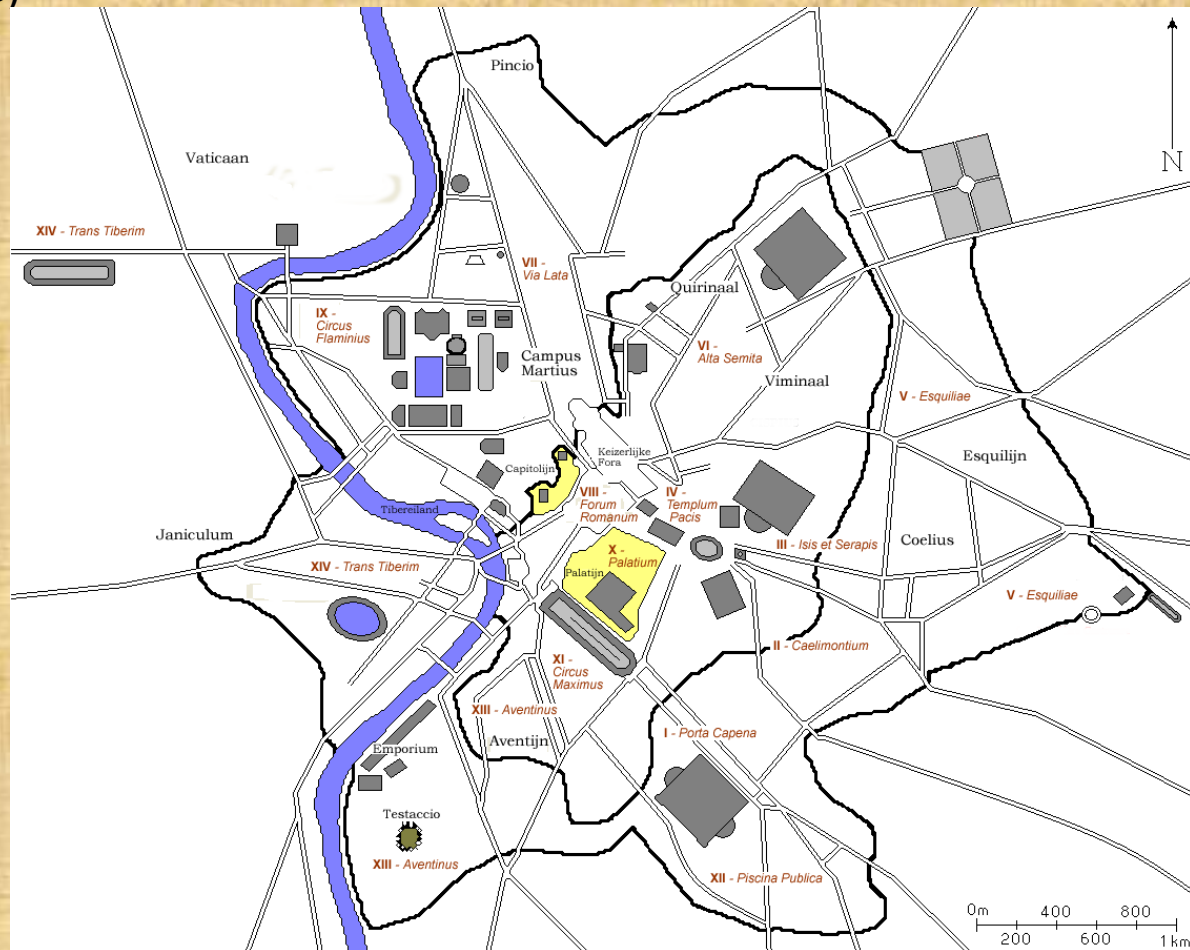 Pincio
N
Vaticaan
XIV - Trans Tiberim
VII -
Via Lata
Quirinaal
IX -
Circus
Flaminius
VI -
Alta Semita
Campus
Martius
Viminaal
V - Esquiliae
Keizerlijke
Fora
Esquilijn
Capitolijn
VIII -
Forum
Romanum
IV -
Templum
Pacis
Tibereiland
Janiculum
III - Isis et Serapis
Coelius
X -
Palatium
XIV - Trans Tiberim
Palatijn
V - Esquiliae
II - Caelimontium
XI -
Circus
Maximus
XIII - Aventinus
I - Porta Capena
Aventijn
Emporium
Testaccio
XIII - Aventinus
XII - Piscina Publica
0m 400 800
200 600 1 km